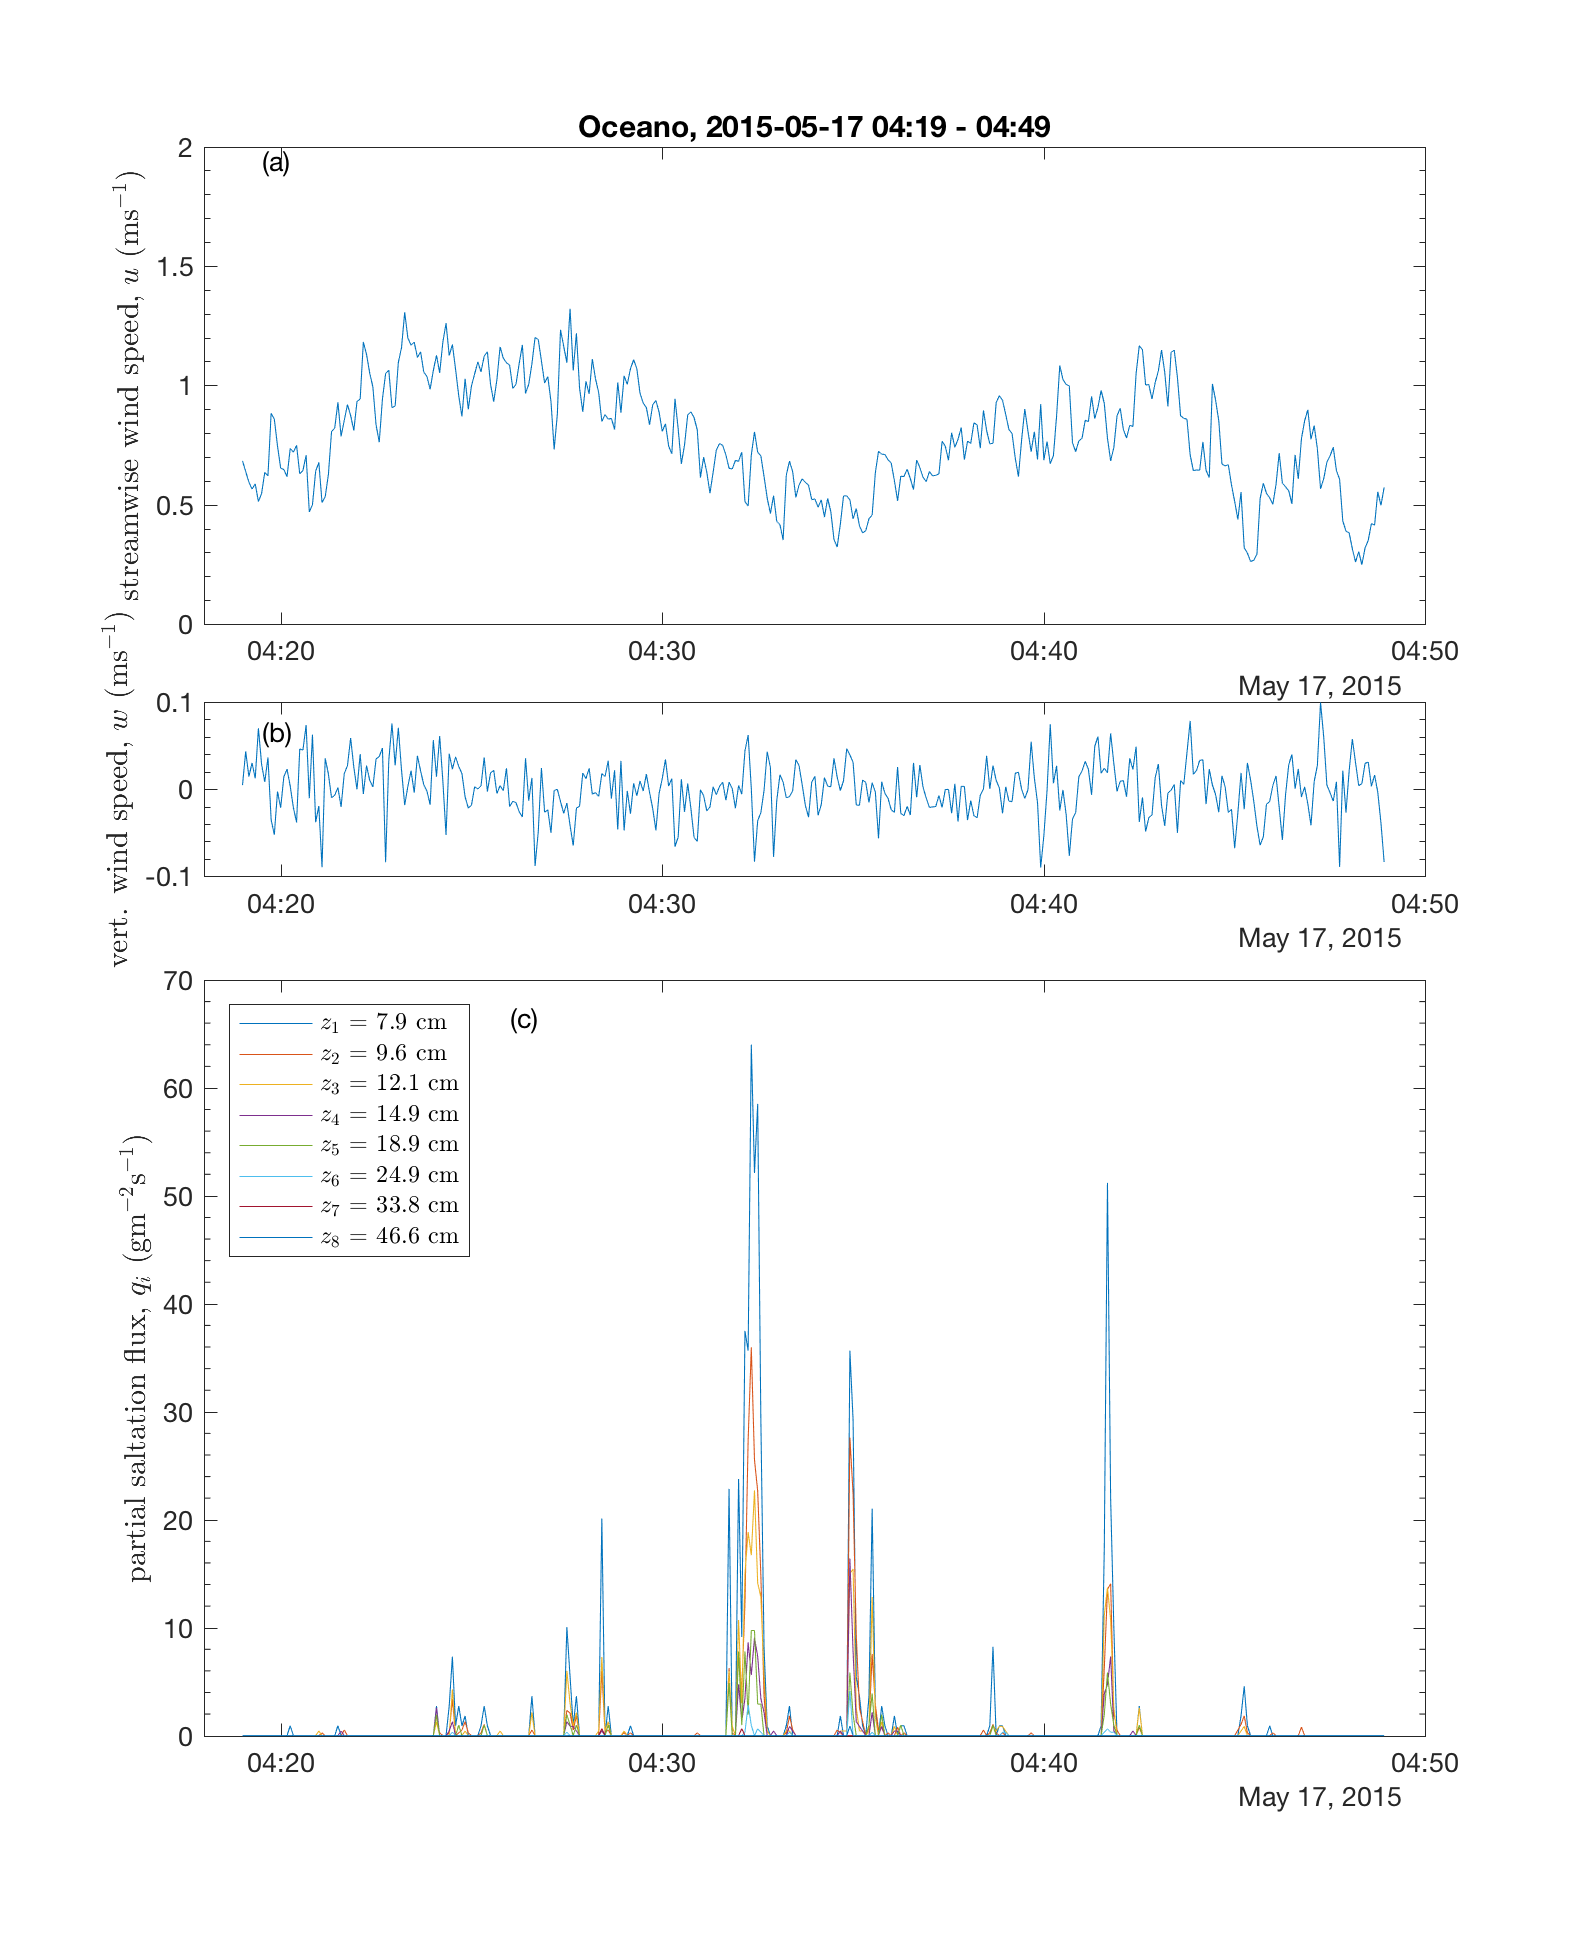 Oceano, 2015-05-17 04:19 - 04:49
(a)
streamwise wind speed, u (ms⁻¹)
2
1.5
1
0.5
0
04:20 04:30 04:40 04:50
May 17, 2015
(b)
vert. wind speed, w (ms⁻¹)
0.1
0
-0.1
04:20 04:30 04:40 04:50
May 17, 2015
(c)
partial saltation flux, qᵢ (gm⁻²s⁻¹)
70
60
50
40
30
20
10
0
z₁ = 7.9 cm
z₂ = 9.6 cm
z₃ = 12.1 cm
z₄ = 14.9 cm
z₅ = 18.9 cm
z₆ = 24.9 cm
z₇ = 33.8 cm
z₈ = 46.6 cm
04:20 04:30 04:40 04:50
May 17, 2015